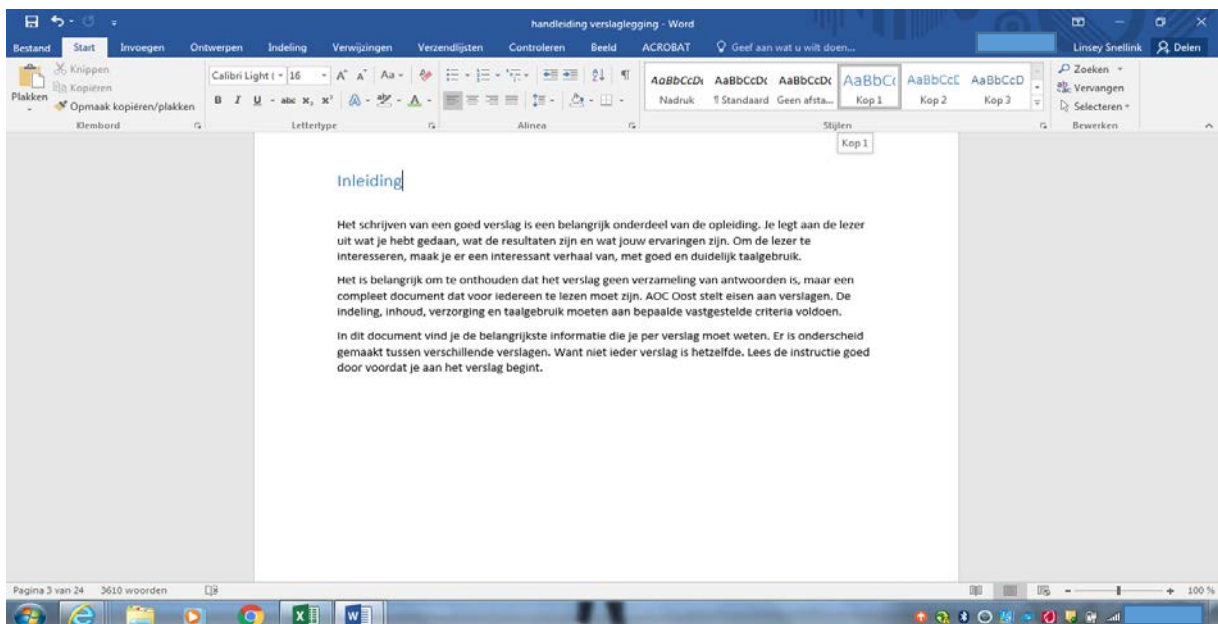 handleiding verslaglegging - Word
Bestand Start Invoegen Ontwerpen Indeling Verwijzingen Verzendlijsten Controleren Beeld ACROBAT Geef aan wat u wilt doen... Linsey Snellink Delen
Plakken
Knippen
Kopiëren
Opmaak kopiëren/plakken
Klembord
Calibri Light ( 16 A A Aa
B I U abc x, x² A A
Lettertype
Alinea
AaBbCcDc AaBbCcDc AaBbCcDc AaBbCc AaBbCcC AaBbCcD
Nadruk ¶ Standaard Geen afsta... Kop 1 Kop 2 Kop 3
Stijlen
Zoeken
Vervangen
Selecteren
Bewerken
Kop 1
Inleiding
Het schrijven van een goed verslag is een belangrijk onderdeel van de opleiding. Je legt aan de lezer
uit wat je hebt gedaan, wat de resultaten zijn en wat jouw ervaringen zijn. Om de lezer te
interesseren, maak je er een interessant verhaal van, met goed en duidelijk taalgebruik.
Het is belangrijk om te onthouden dat het verslag geen verzameling van antwoorden is, maar een
compleet document dat voor iedereen te lezen moet zijn. AOC Oost stelt eisen aan verslagen. De
indeling, inhoud, verzorging en taalgebruik moeten aan bepaalde vastgestelde criteria voldoen.
In dit document vind je de belangrijkste informatie die je per verslag moet weten. Er is onderscheid
gemaakt tussen verschillende verslagen. Want niet ieder verslag is hetzelfde. Lees de instructie goed
door voordat je aan het verslag begint.
Pagina 3 van 24 3610 woorden 100 %